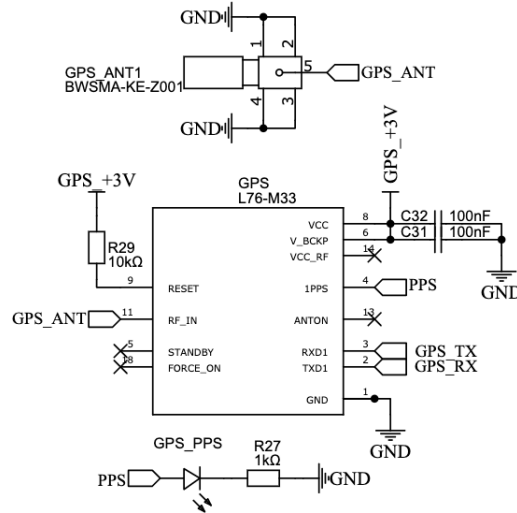 GND
1 2
GPS_ANT1
BWSMA-KE-Z001
5
GPS_ANT
4 3
GND
GPS_+3V
GPS_+3V
GPS
L76-M33
R29
10kΩ
VCC 8 C32 100nF
V_BCKP 6 C31 100nF
VCC_RF 14
GND
9 RESET
1PPS 4 PPS
GPS_ANT 11 RF_IN
ANTON 13
5 STANDBY
RXD1 3 GPS_TX
18 FORCE_ON
TXD1 2 GPS_RX
GND 1
GND
GPS_PPS
R27
1kΩ
PPS
GND